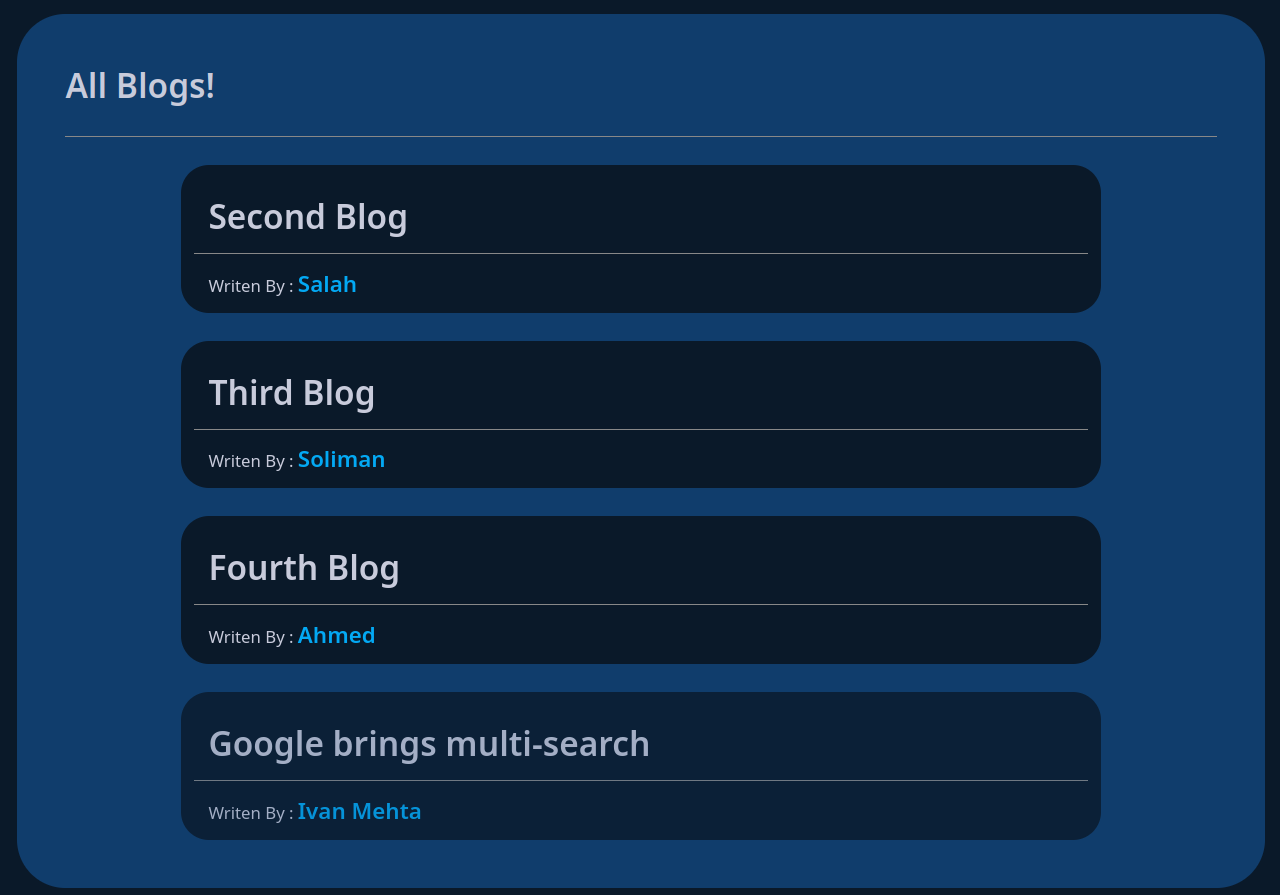 All Blogs!
Second Blog
Writen By : Salah
Third Blog
Writen By : Soliman
Fourth Blog
Writen By : Ahmed
Google brings multi-search
Writen By : Ivan Mehta